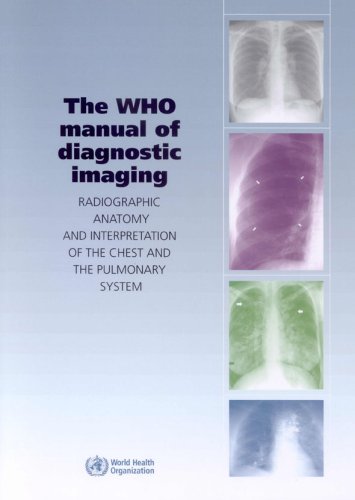 The WHO
manual of
diagnostic
imaging
RADIOGRAPHIC
ANATOMY
AND INTERPRETATION
OF THE CHEST AND
THE PULMONARY
SYSTEM
World Health
Organization